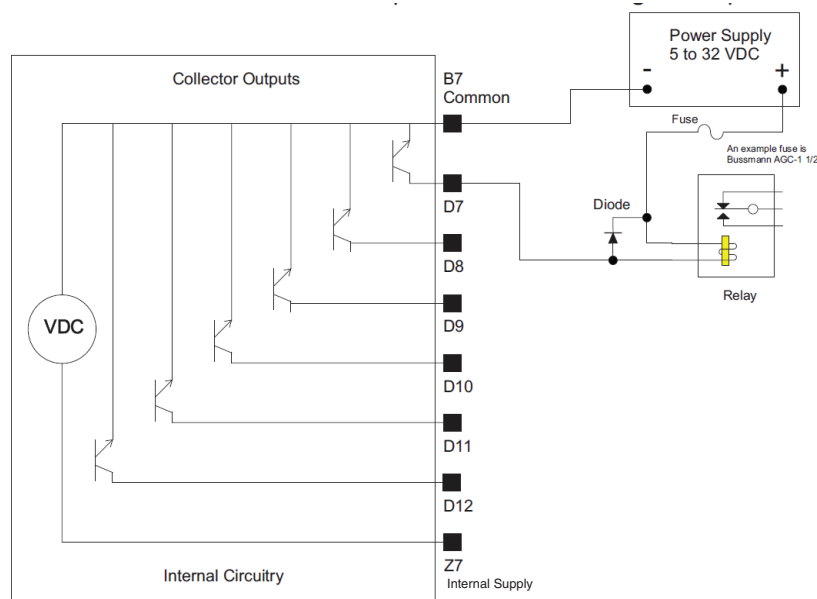 Power Supply
5 to 32 VDC
-
+
Collector Outputs
B7
Common
Fuse
An example fuse is
Bussmann AGC-1 1/2
D7
Diode
D8
Relay
D9
VDC
D10
D11
D12
Z7
Internal Circuitry
Internal Supply